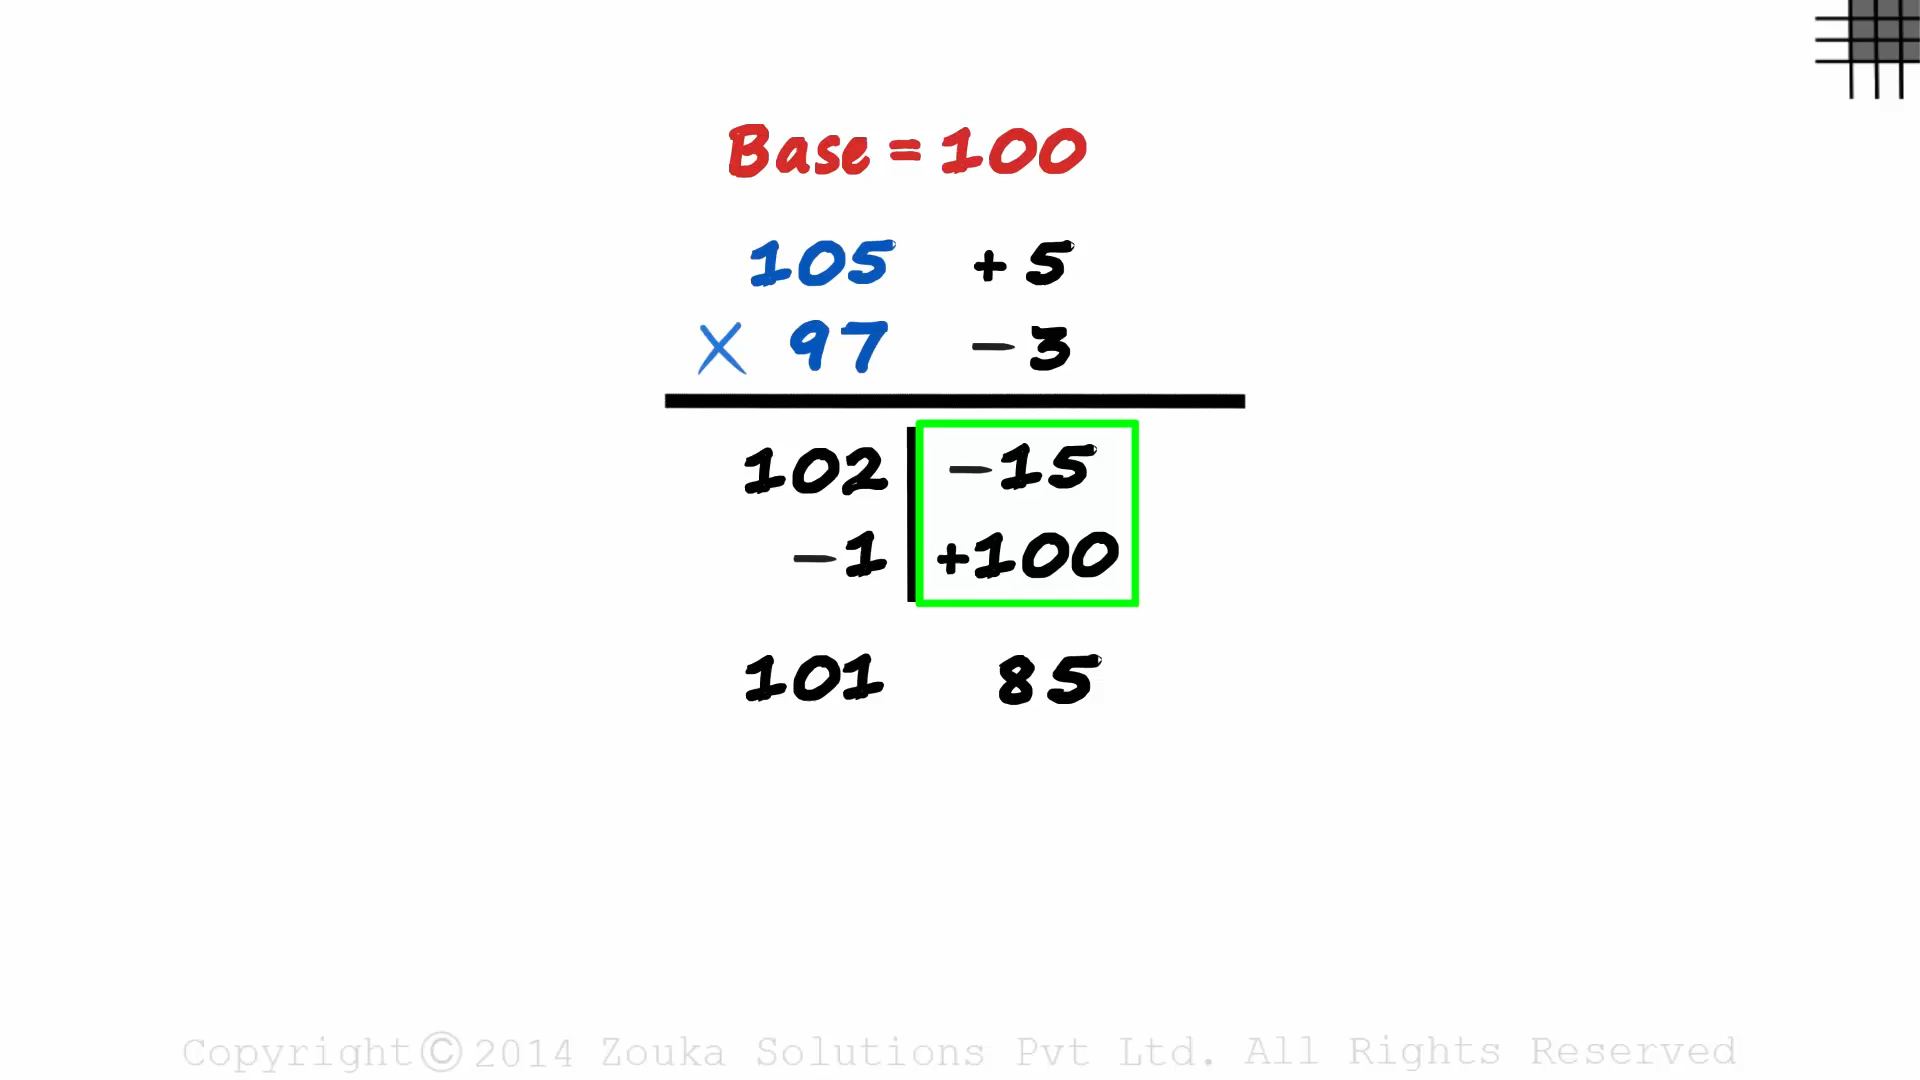 Base = 100
105 + 5
× 97 − 3
102 −15
−1 +100
101 85
Copyright©2014 Zouka Solutions Pvt Ltd. All Rights Reserved